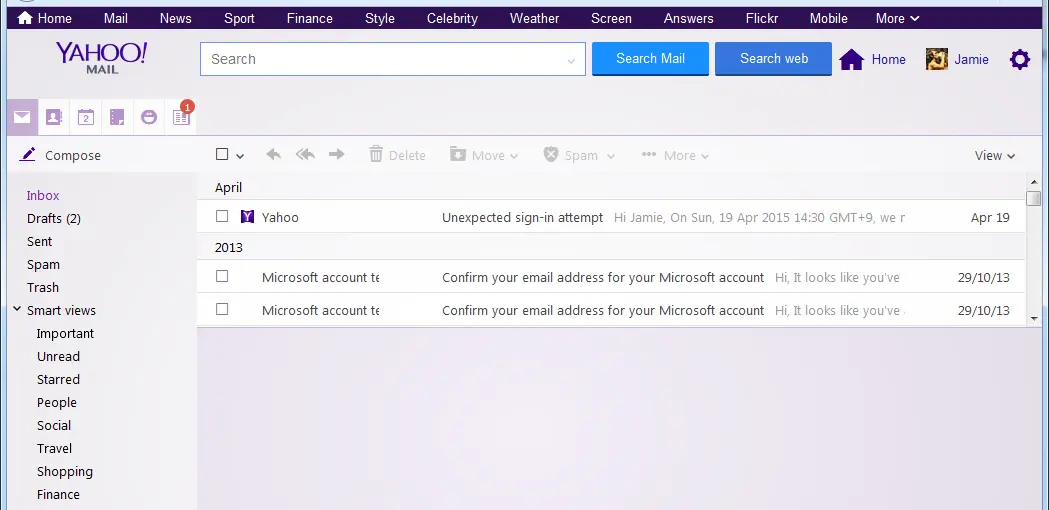 Home Mail News Sport Finance Style Celebrity Weather Screen Answers Flickr Mobile More
YAHOO!
MAIL
Search
Search Mail
Search web
Home
Jamie
2
1
Compose
Delete Move Spam More View
Inbox
Drafts (2)
Sent
Spam
Trash
Smart views
Important
Unread
Starred
People
Social
Travel
Shopping
Finance
April
Y Yahoo Unexpected sign-in attempt Hi Jamie, On Sun, 19 Apr 2015 14:30 GMT+9, we r Apr 19
2013
Microsoft account te Confirm your email address for your Microsoft account Hi, It looks like you've 29/10/13
Microsoft account te Confirm your email address for your Microsoft account Hi, It looks like you've 29/10/13